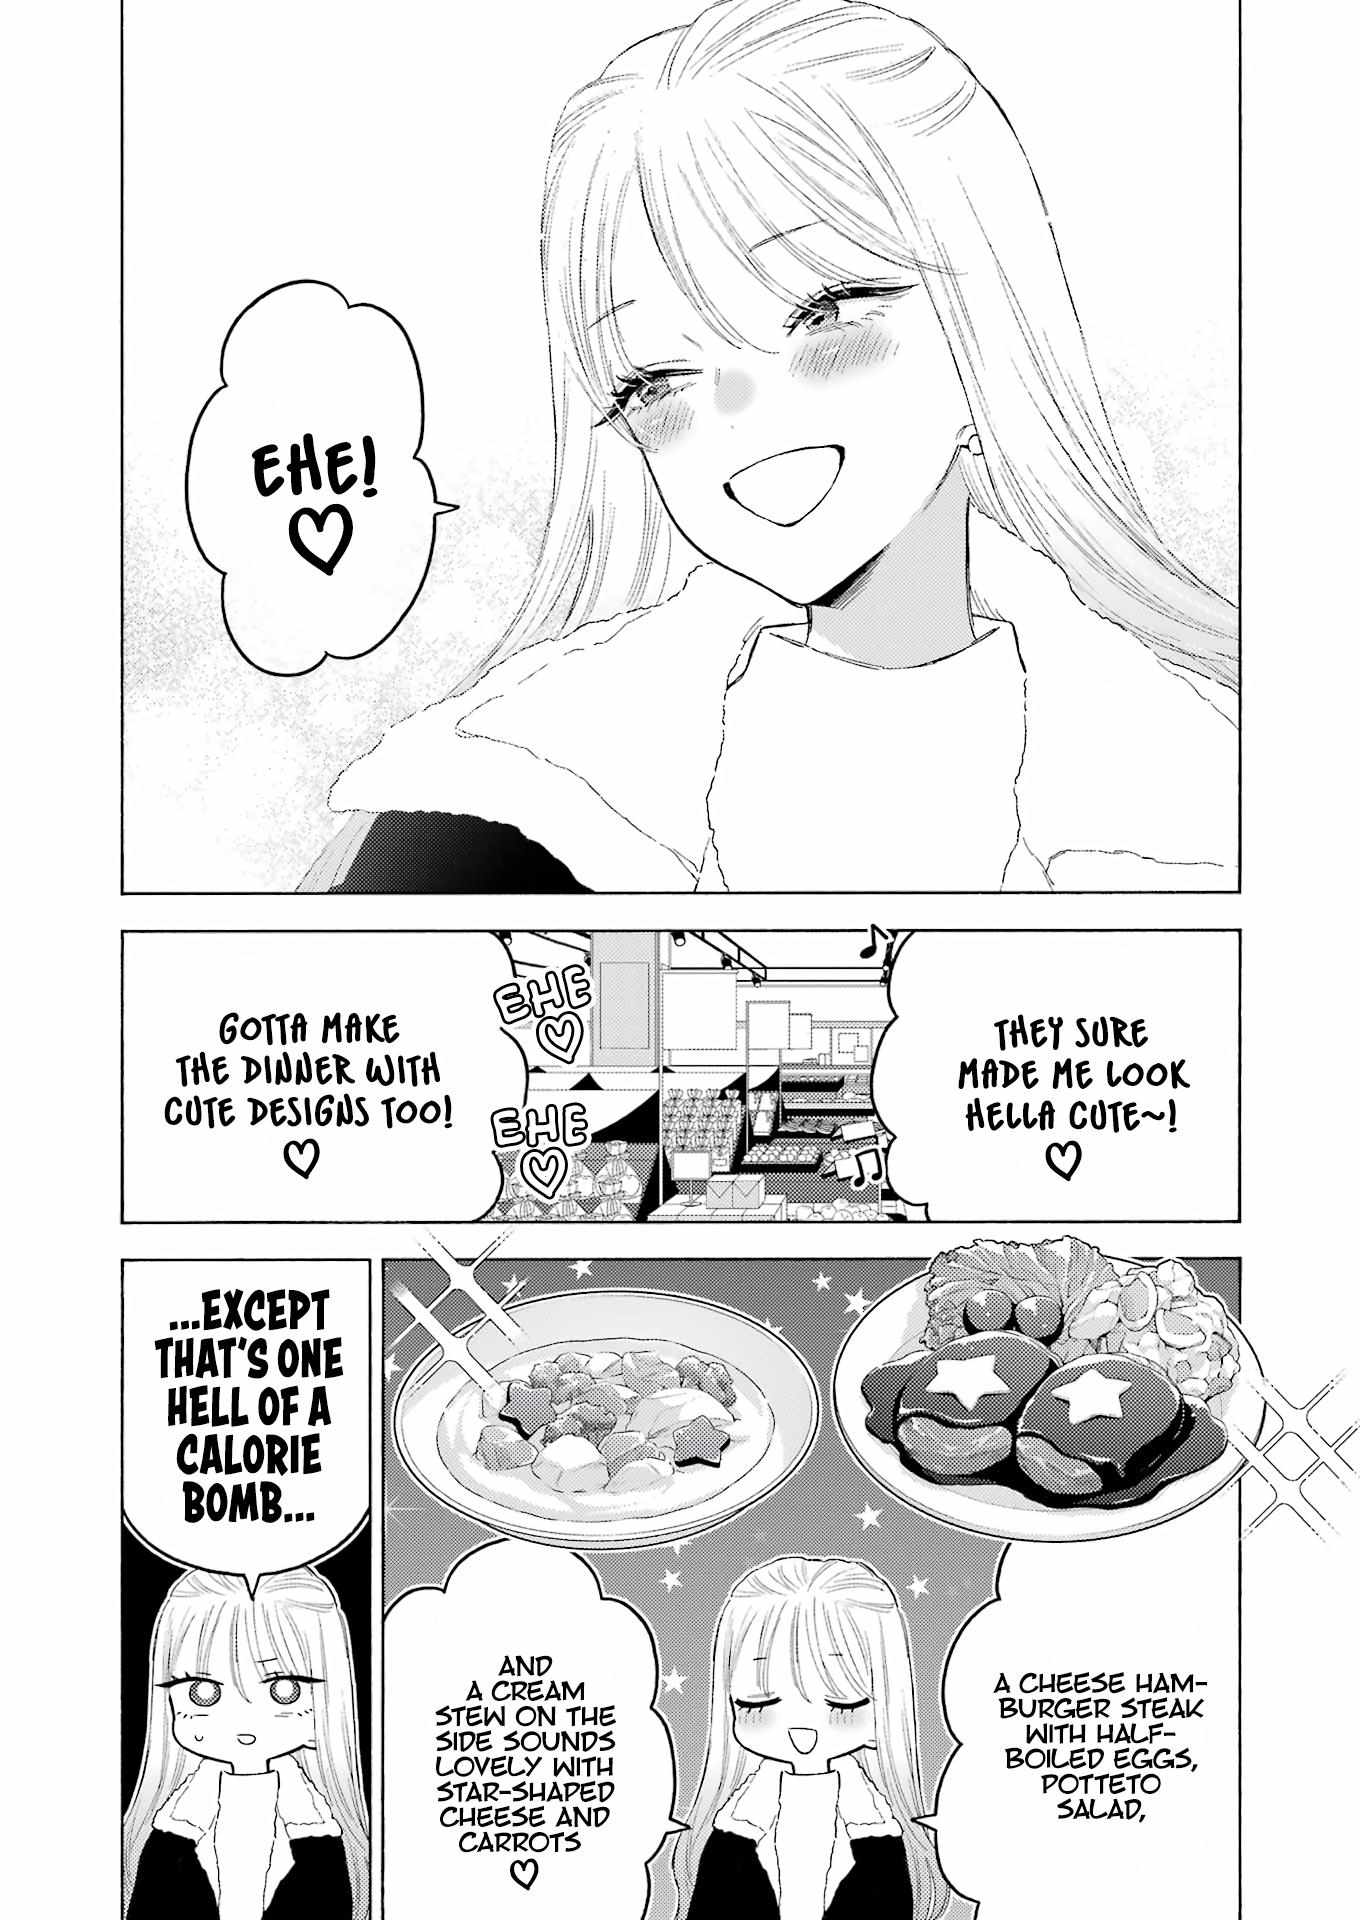 EHE!
♡
THEY SURE
MADE ME LOOK
HELLA CUTE~!
♡
EHE
♡
EHE
♡
GOTTA MAKE
THE DINNER WITH
CUTE DESIGNS TOO!
♡
A CHEESE HAM-
BURGER STEAK
WITH HALF-
BOILED EGGS,
POTTETO
SALAD,
AND
A CREAM
STEW ON THE
SIDE SOUNDS
LOVELY WITH
STAR-SHAPED
CHEESE AND
CARROTS
♡
...EXCEPT
THAT'S ONE
HELL OF A
CALORIE
BOMB...